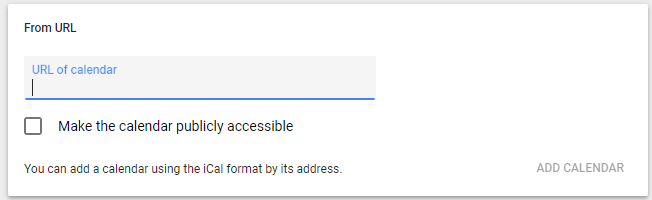 From URL
URL of calendar
Make the calendar publicly accessible
You can add a calendar using the iCal format by its address.
ADD CALENDAR